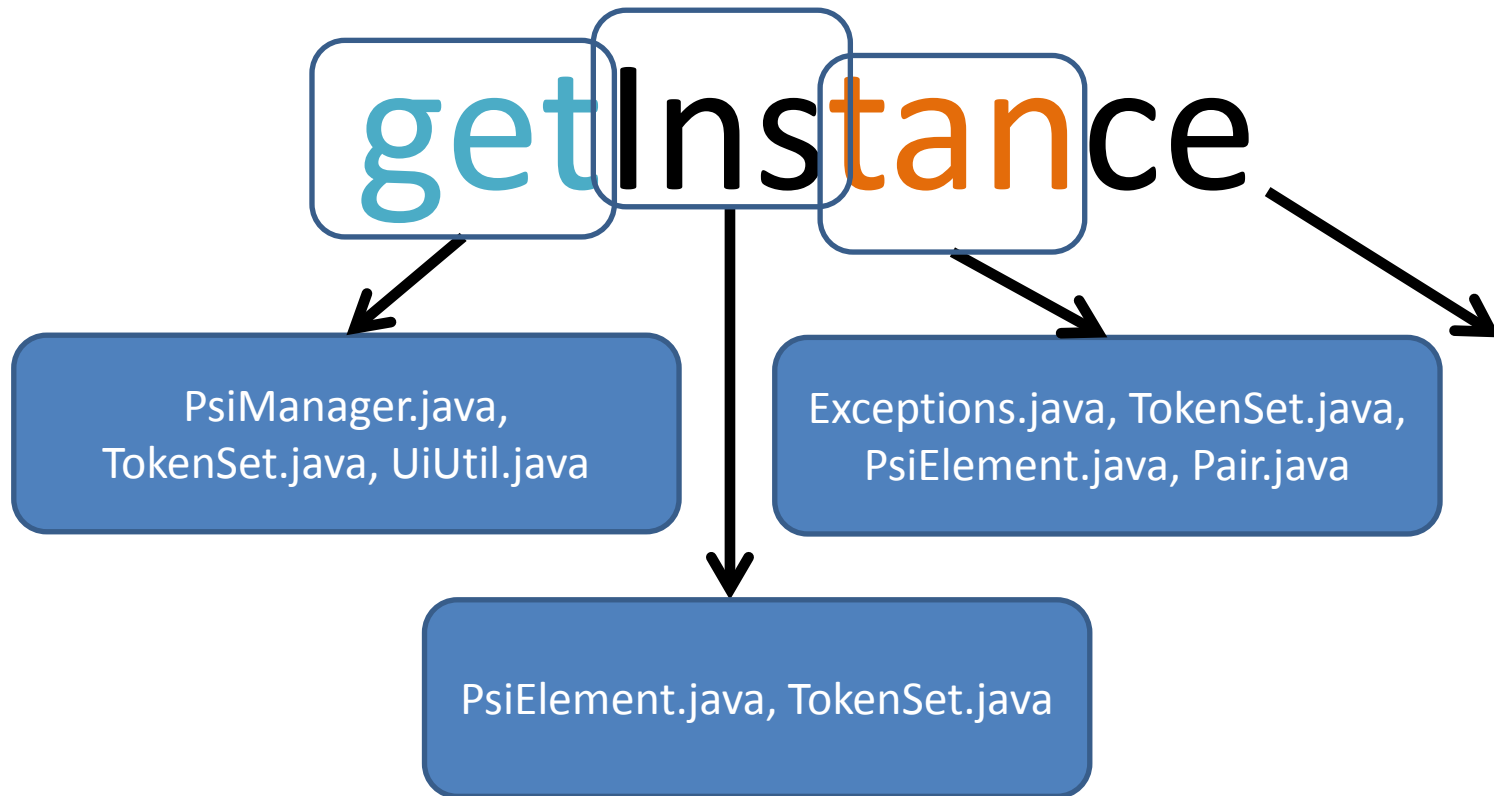 getInstance
PsiManager.java,
TokenSet.java, UiUtil.java
Exceptions.java, TokenSet.java,
PsiElement.java, Pair.java
PsiElement.java, TokenSet.java